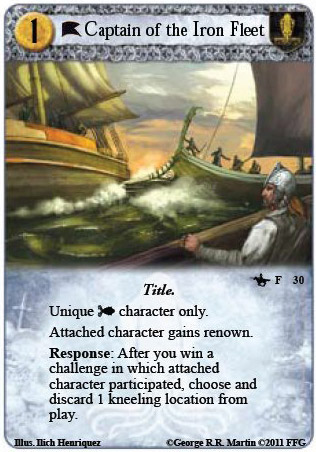 1 Captain of the Iron Fleet
F 30
Title.
Unique character only.
Attached character gains renown.
Response: After you win a
challenge in which attached
character participated, choose and
discard 1 kneeling location from
play.
Illus. Ilich Henriquez ©George R.R. Martin ©2011 FFG